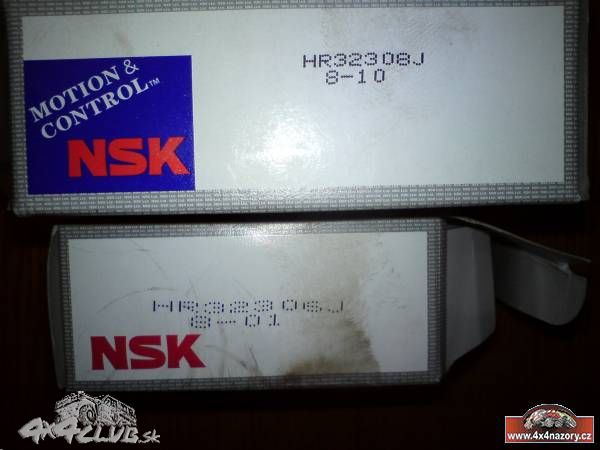 HR32308J
8-10
MOTION &
CONTROL™
NSK
HR32308J
8-01
NSK
4x4CLUB.sk
www.4x4nazory.cz